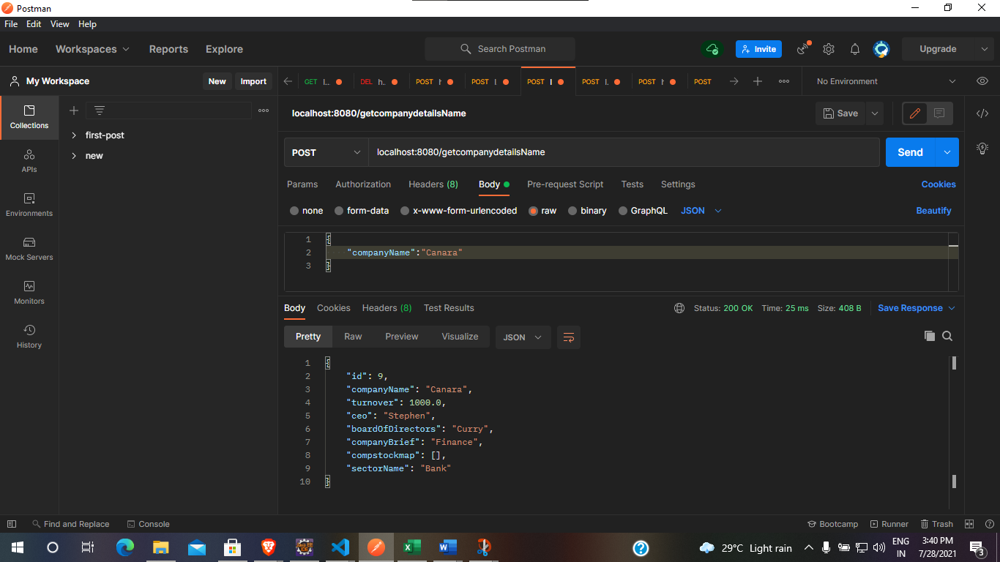 Postman
File Edit View Help
Home Workspaces Reports Explore Search Postman Invite Upgrade
My Workspace New Import
GET l... DEL h.. POST POST l POST l POST l. POST POST No Environment
Collections
APIs
Environments
Mock Servers
Monitors
History
first-post
new
localhost:8080/getcompanydetailsName Save
POST localhost:8080/getcompanydetailsName Send
Params Authorization Headers (8) Body Pre-request Script Tests Settings Cookies
none form-data x-www-form-urlencoded raw binary GraphQL JSON Beautify
1 {
2 "companyName":"Canara"
3 }
Body Cookies Headers (8) Test Results Status: 200 OK Time: 25 ms Size: 408 B Save Response
Pretty Raw Preview Visualize JSON
1 {
2 "id": 9,
3 "companyName": "Canara",
4 "turnover": 1000.0,
5 "ceo": "Stephen",
6 "boardOfDirectors": "Curry",
7 "companyBrief": "Finance",
8 "compstockmap": [],
9 "sectorName": "Bank"
10 }
Find and Replace Console Bootcamp Runner Trash
29°C Light rain ENG IN 3:40 PM 7/28/2021 3